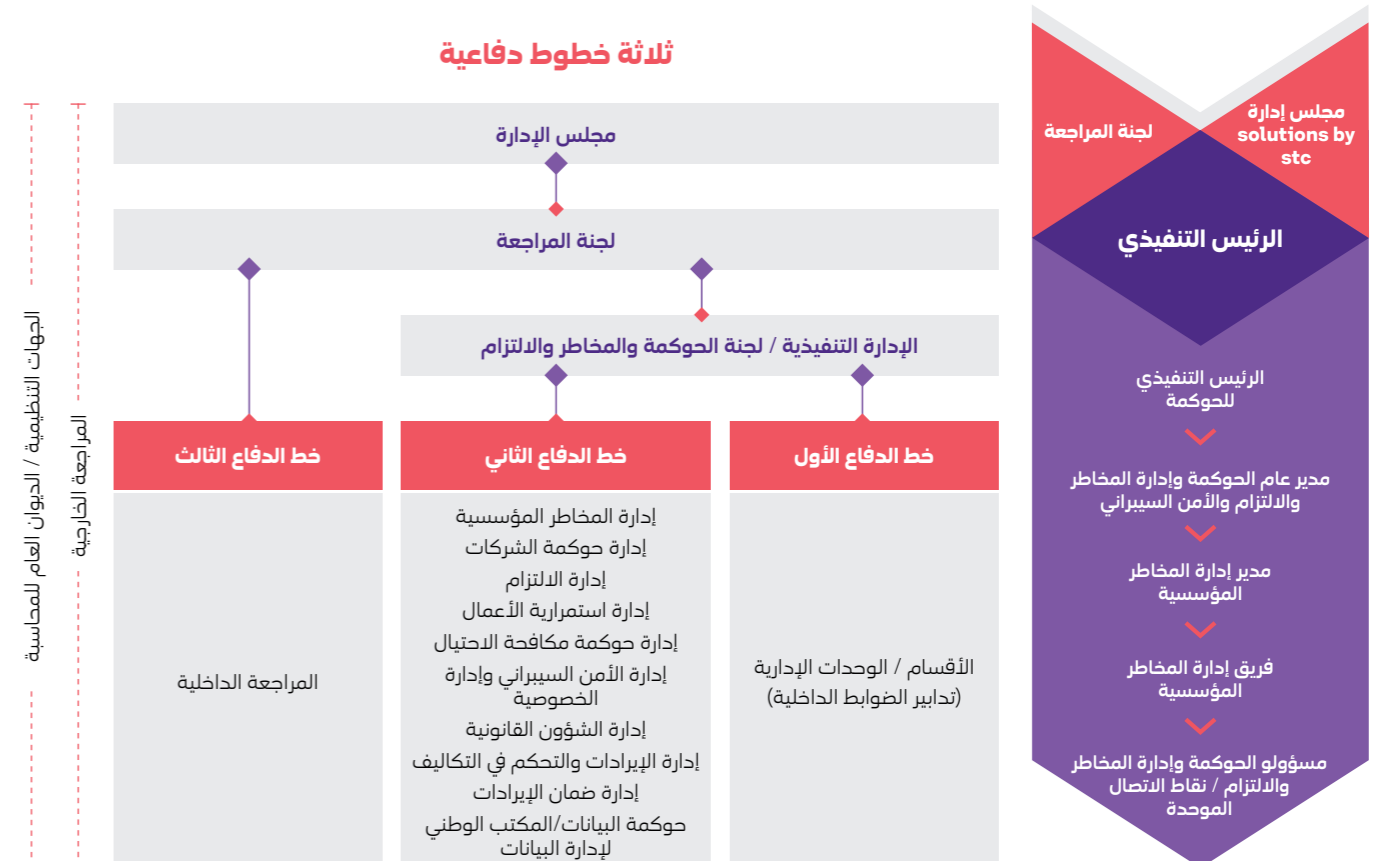 ثلاثة خطوط دفاعية
مجلس إدارة
solutions by
stc
لجنة المراجعة
الرئيس التنفيذي
الرئيس التنفيذي
للحوكمة
مدير عام الحوكمة وإدارة المخاطر
والالتزام والأمن السيبراني
مدير إدارة المخاطر
المؤسسية
فريق إدارة المخاطر
المؤسسية
مسؤولو الحوكمة وإدارة المخاطر
والالتزام / نقاط الاتصال
الموحدة
مجلس الإدارة
لجنة المراجعة
الإدارة التنفيذية / لجنة الحوكمة والمخاطر والالتزام
خط الدفاع الأول
الأقسام / الوحدات الإدارية
(تدابير الضوابط الداخلية)
خط الدفاع الثاني
إدارة المخاطر المؤسسية
إدارة حوكمة الشركات
إدارة الالتزام
إدارة استمرارية الأعمال
إدارة حوكمة مكافحة الاحتيال
إدارة الأمن السيبراني وإدارة
الخصوصية
إدارة الشؤون القانونية
إدارة الإيرادات والتحكم في التكاليف
إدارة ضمان الإيرادات
حوكمة البيانات/المكتب الوطني
لإدارة البيانات
خط الدفاع الثالث
المراجعة الداخلية
المراجعة الخارجية
الجهات التنظيمية / الديوان العام للمحاسبة